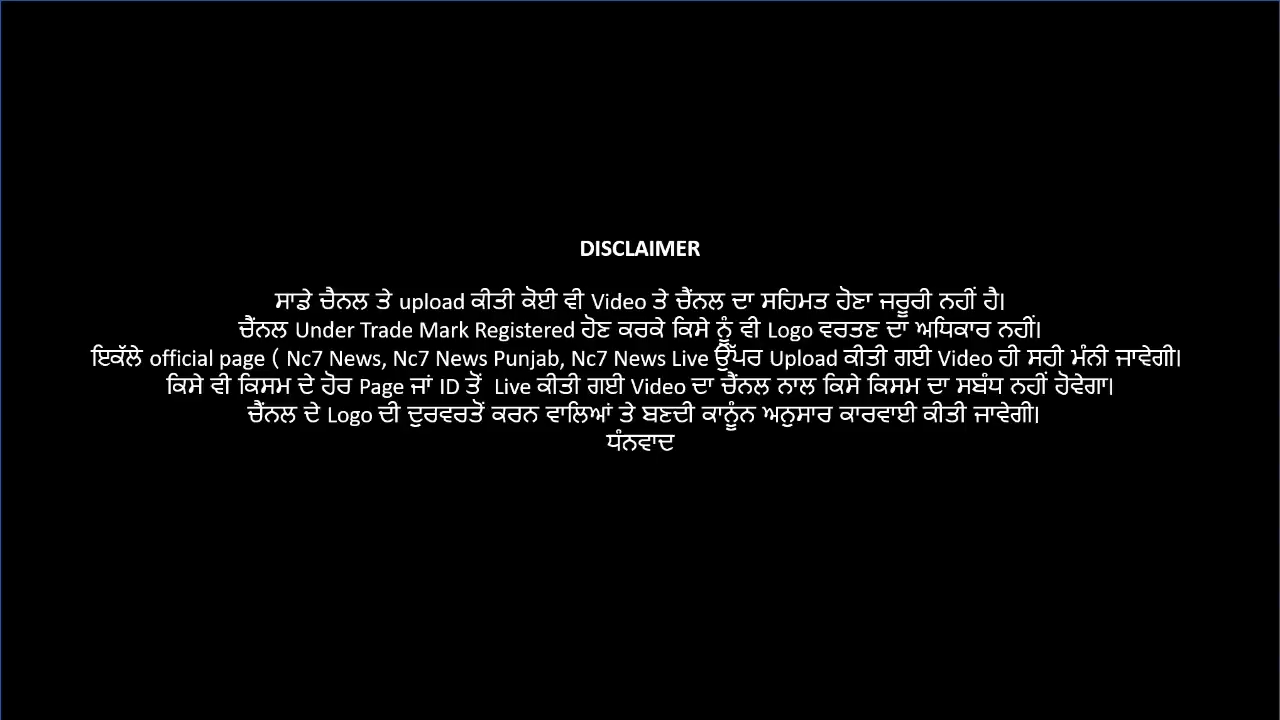 DISCLAIMER
ਸਾਡੇ ਚੈਨਲ ਤੇ upload ਕੀਤੀ ਕੋਈ ਵੀ Video ਤੇ ਚੈਂਨਲ ਦਾ ਸਹਿਮਤ ਹੋਣਾ ਜਰੂਰੀ ਨਹੀਂ ਹੈ।
ਚੈਂਨਲ Under Trade Mark Registered ਹੋਣ ਕਰਕੇ ਕਿਸੇ ਨੂੰ ਵੀ Logo ਵਰਤਣ ਦਾ ਅਧਿਕਾਰ ਨਹੀਂ।
ਇਕੱਲੇ official page ( Nc7 News, Nc7 News Punjab, Nc7 News Live ਉੱਪਰ Upload ਕੀਤੀ ਗਈ Video ਹੀ ਸਹੀ ਮੰਨੀ ਜਾਵੇਗੀ।
ਕਿਸੇ ਵੀ ਕਿਸਮ ਦੇ ਹੋਰ Page ਜਾਂ ID ਤੋਂ Live ਕੀਤੀ ਗਈ Video ਦਾ ਚੈਂਨਲ ਨਾਲ ਕਿਸੇ ਕਿਸਮ ਦਾ ਸਬੰਧ ਨਹੀਂ ਹੋਵੇਗਾ।
ਚੈਂਨਲ ਦੇ Logo ਦੀ ਦੁਰਵਰਤੋਂ ਕਰਨ ਵਾਲਿਆਂ ਤੇ ਬਣਦੀ ਕਾਨੂੰਨ ਅਨੁਸਾਰ ਕਾਰਵਾਈ ਕੀਤੀ ਜਾਵੇਗੀ।
ਧੰਨਵਾਦ